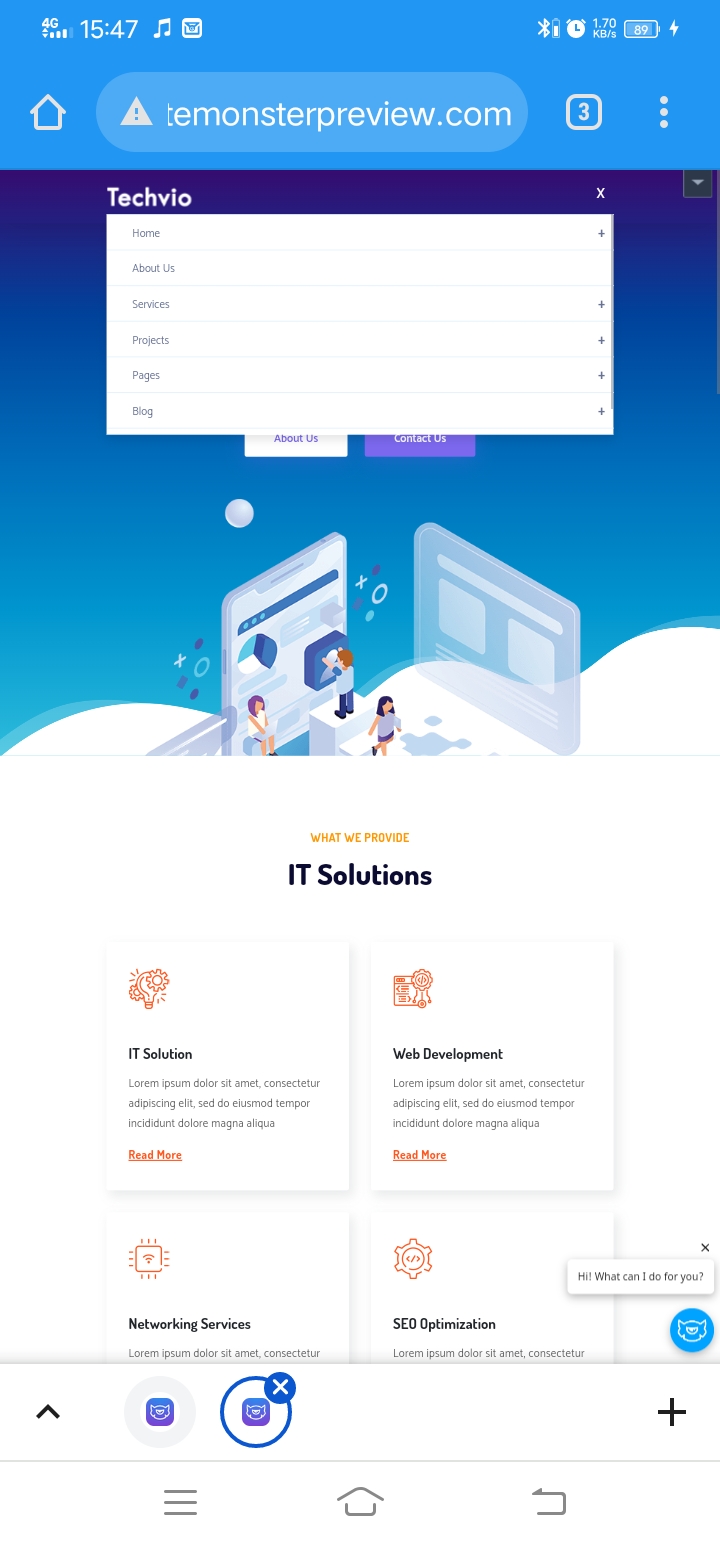 4G 15:47 1.70 KB/s 89
temonsterpreview.com 3
Techvio X
Home +
About Us
Services +
Projects +
Pages +
Blog +
About Us Contact Us
WHAT WE PROVIDE
IT Solutions
IT Solution
Lorem ipsum dolor sit amet, consectetur
adipiscing elit, sed do eiusmod tempor
incididunt dolore magna aliqua
Read More
Web Development
Lorem ipsum dolor sit amet, consectetur
adipiscing elit, sed do eiusmod tempor
incididunt dolore magna aliqua
Read More
Networking Services
Lorem ipsum dolor sit amet, consectetur
SEO Optimization
Lorem ipsum dolor sit amet, consectetur
Hi! What can I do for you?